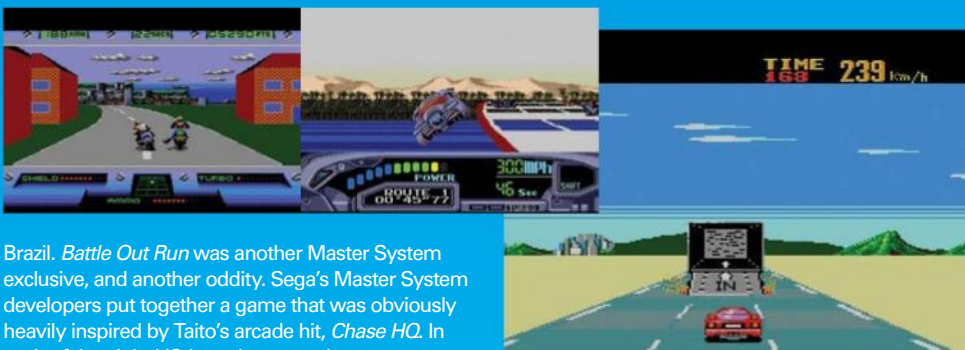 POWER
ROUTE 1
00'45"77
300MPH
46 Sec
SHIFT
TIME
168
239 km/h
SHIELD
TURBO
AMMO
IN
Brazil. Battle Out Run was another Master System
exclusive, and another oddity. Sega's Master System
developers put together a game that was obviously
heavily inspired by Taito's arcade hit, Chase HQ. In